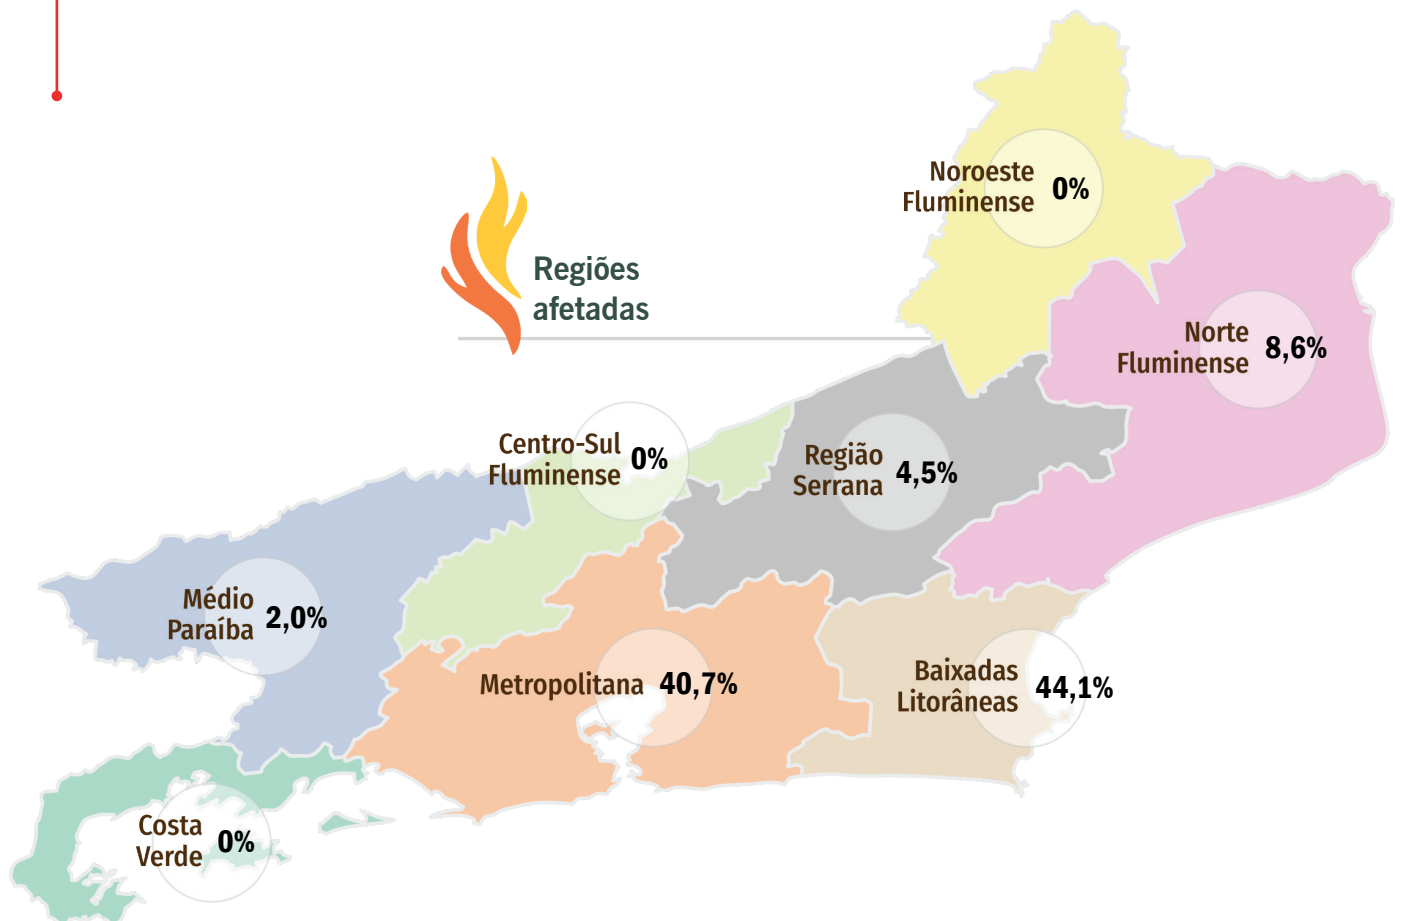 Noroeste
Fluminense
0%
Regiões
afetadas
Norte
Fluminense
8,6%
Centro-Sul
Fluminense
0%
Região
Serrana
4,5%
Médio
Paraíba
2,0%
Metropolitana 40,7%
Baixadas
Litorâneas
44,1%
Costa
Verde
0%